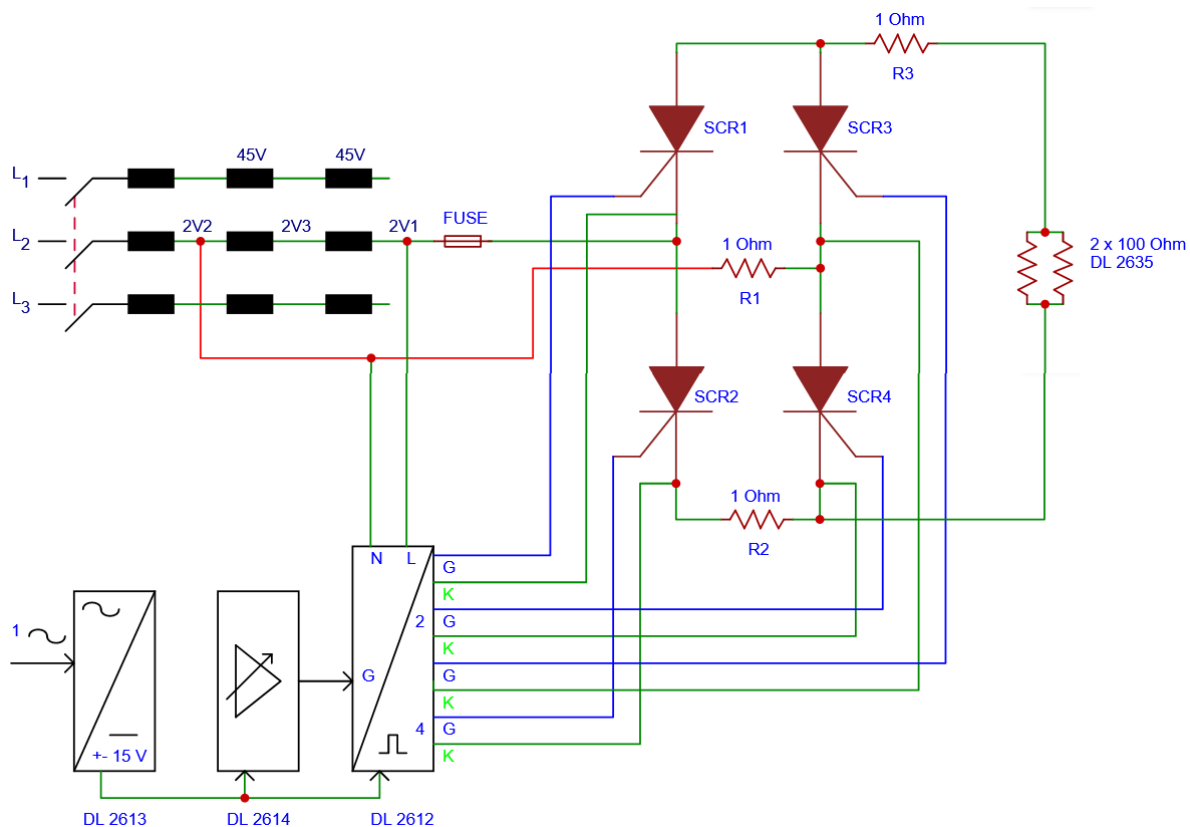 1 Ohm
R3
SCR1
SCR3
45V
45V
L1
L2
2V2
2V3
2V1
FUSE
1 Ohm
R1
2 x 100 Ohm
DL 2635
L3
SCR2
SCR4
1 Ohm
R2
N
L
G
K
2
G
K
1
G
G
K
4
G
K
+- 15 V
DL 2613
DL 2614
DL 2612